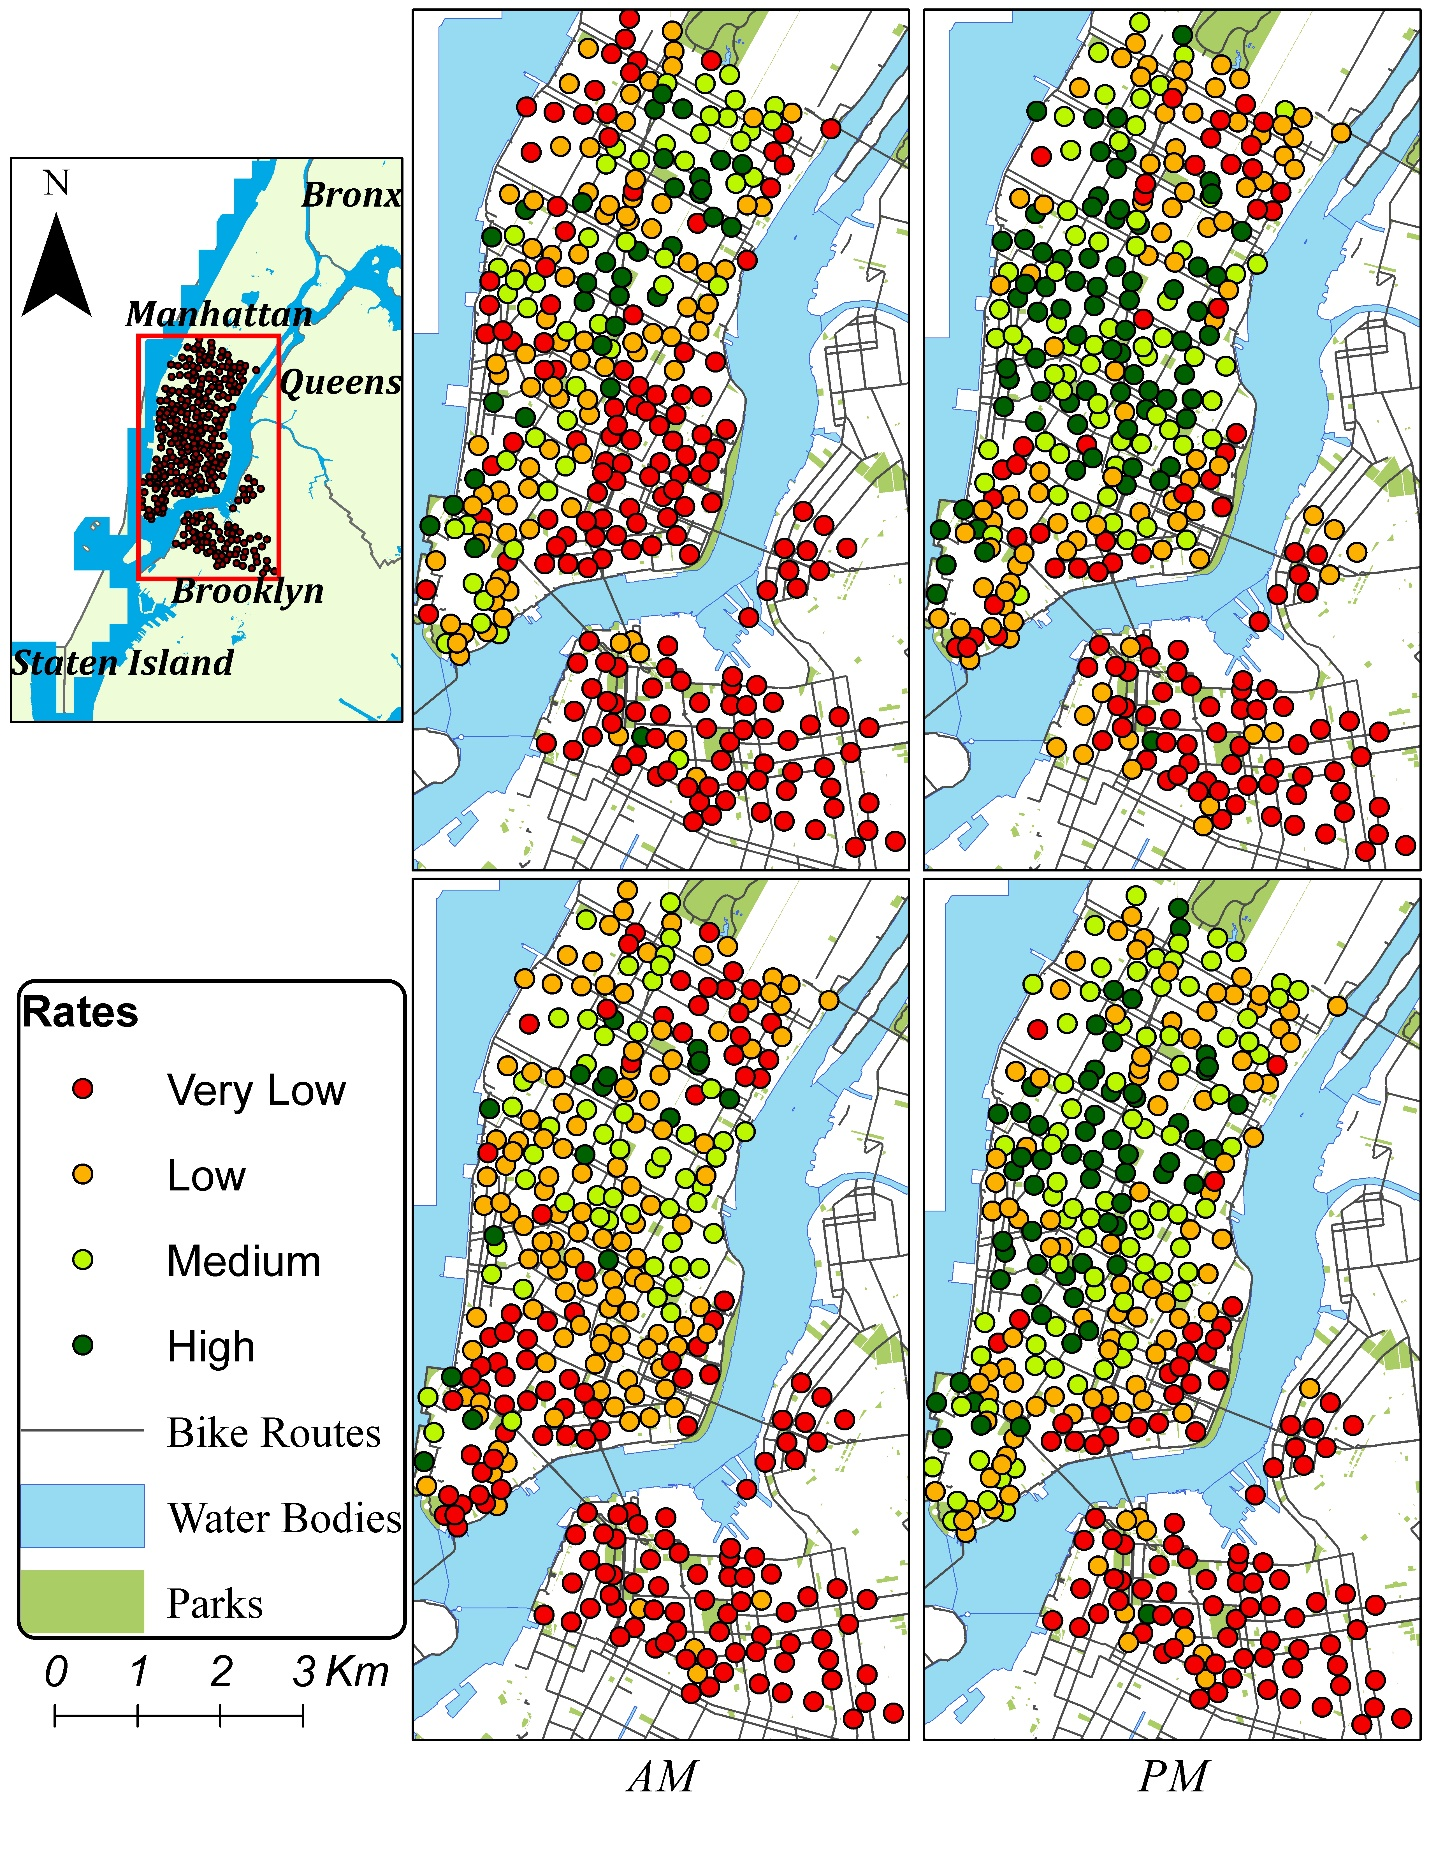 N
Bronx
Manhattan
Queens
Brooklyn
Staten Island
Rates
Very Low
Low
Medium
High
Bike Routes
Water Bodies
Parks
0 1 2 3 Km
AM PM